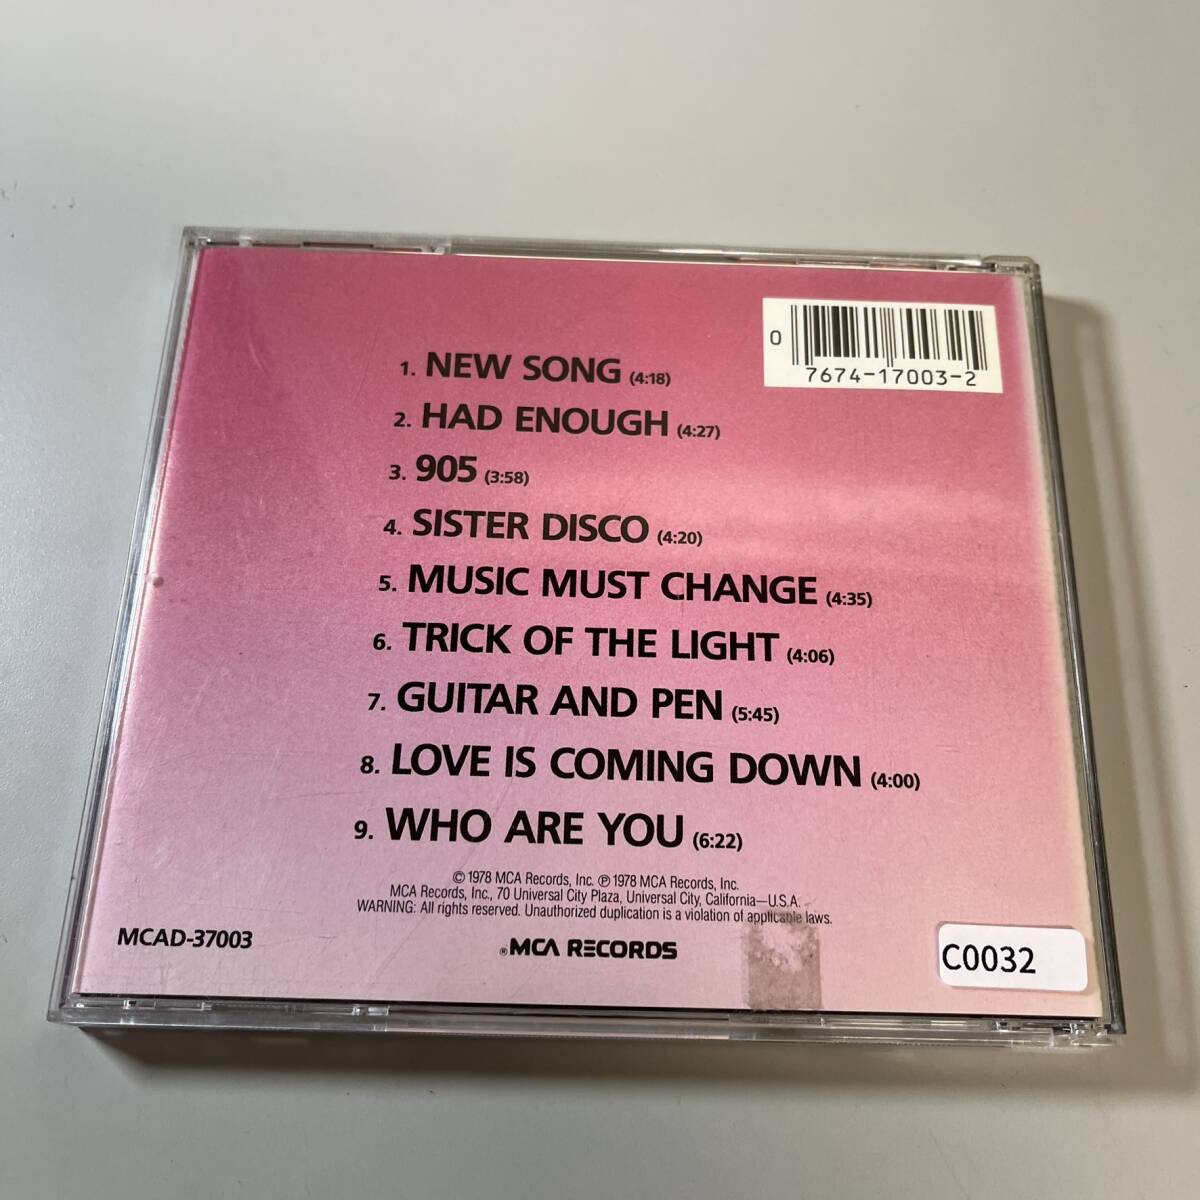 0
7674-17003-2
1. NEW SONG (4:18)
2. HAD ENOUGH (4:27)
3. 905 (3:58)
4. SISTER DISCO (4:20)
5. MUSIC MUST CHANGE (4:35)
6. TRICK OF THE LIGHT (4:06)
7. GUITAR AND PEN (5:45)
8. LOVE IS COMING DOWN (4:00)
9. WHO ARE YOU (6:22)
© 1978 MCA Records, Inc. ℗ 1978 MCA Records, Inc.
MCA Records, Inc., 70 Universal City Plaza, Universal City, California—U.S.A.
WARNING: All rights reserved. Unauthorized duplication is a violation of applicable laws.
MCAD-37003
®MCA RECORDS
C0032